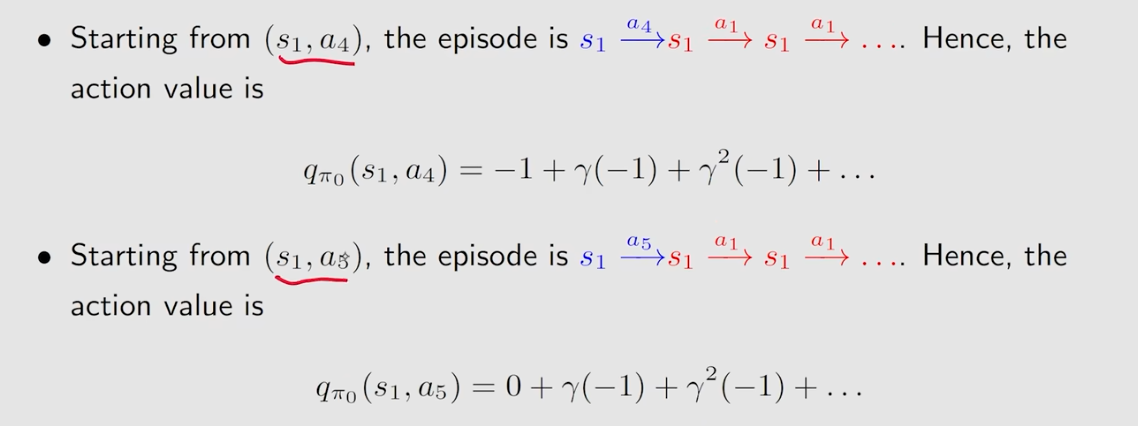 • Starting from (s₁, a₄), the episode is s₁ —a₄→ s₁ —a₁→ s₁ —a₁→ .... Hence, the
action value is
qπ₀(s₁, a₄) = −1 + γ(−1) + γ²(−1) + ...
• Starting from (s₁, a₅), the episode is s₁ —a₅→ s₁ —a₁→ s₁ —a₁→ .... Hence, the
action value is
qπ₀(s₁, a₅) = 0 + γ(−1) + γ²(−1) + ...